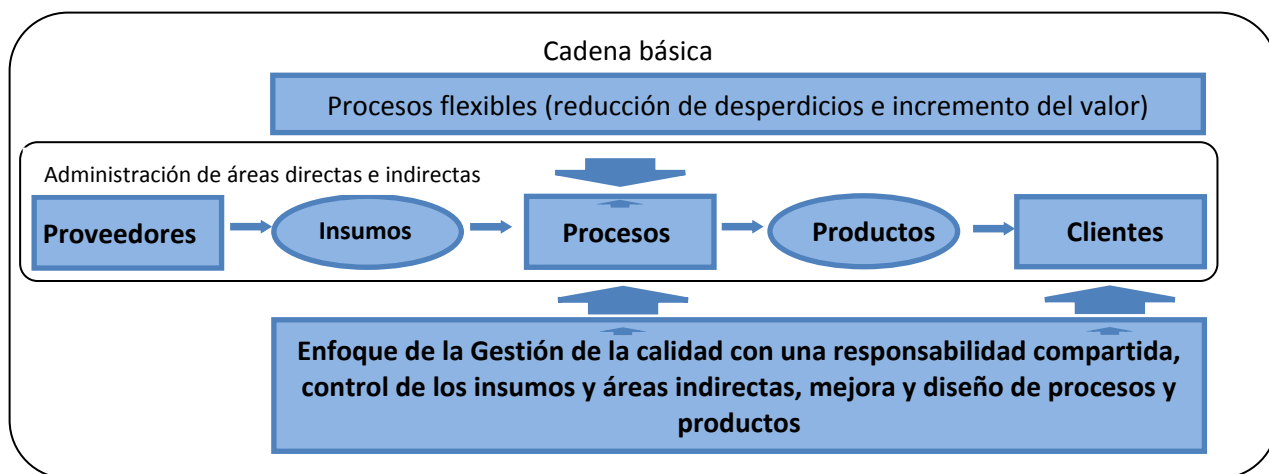 Cadena básica
Procesos flexibles (reducción de desperdicios e incremento del valor)
Administración de áreas directas e indirectas
Proveedores
Insumos
Procesos
Productos
Clientes
Enfoque de la Gestión de la calidad con una responsabilidad compartida,
control de los insumos y áreas indirectas, mejora y diseño de procesos y
productos